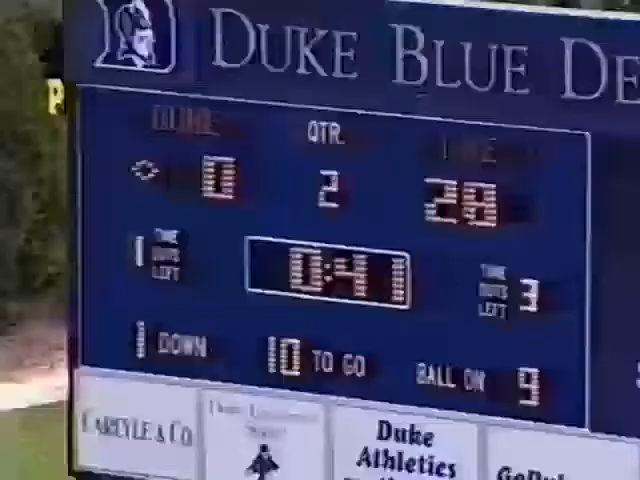 DUKE BLUE DE
P
DUKE QTR.
0 2 28
1 TIME OUTS LEFT 0:41 TIME OUTS LEFT 3
1 DOWN 10 TO GO BALL ON 9
CARLYLE & CO.
Duke
Athletics